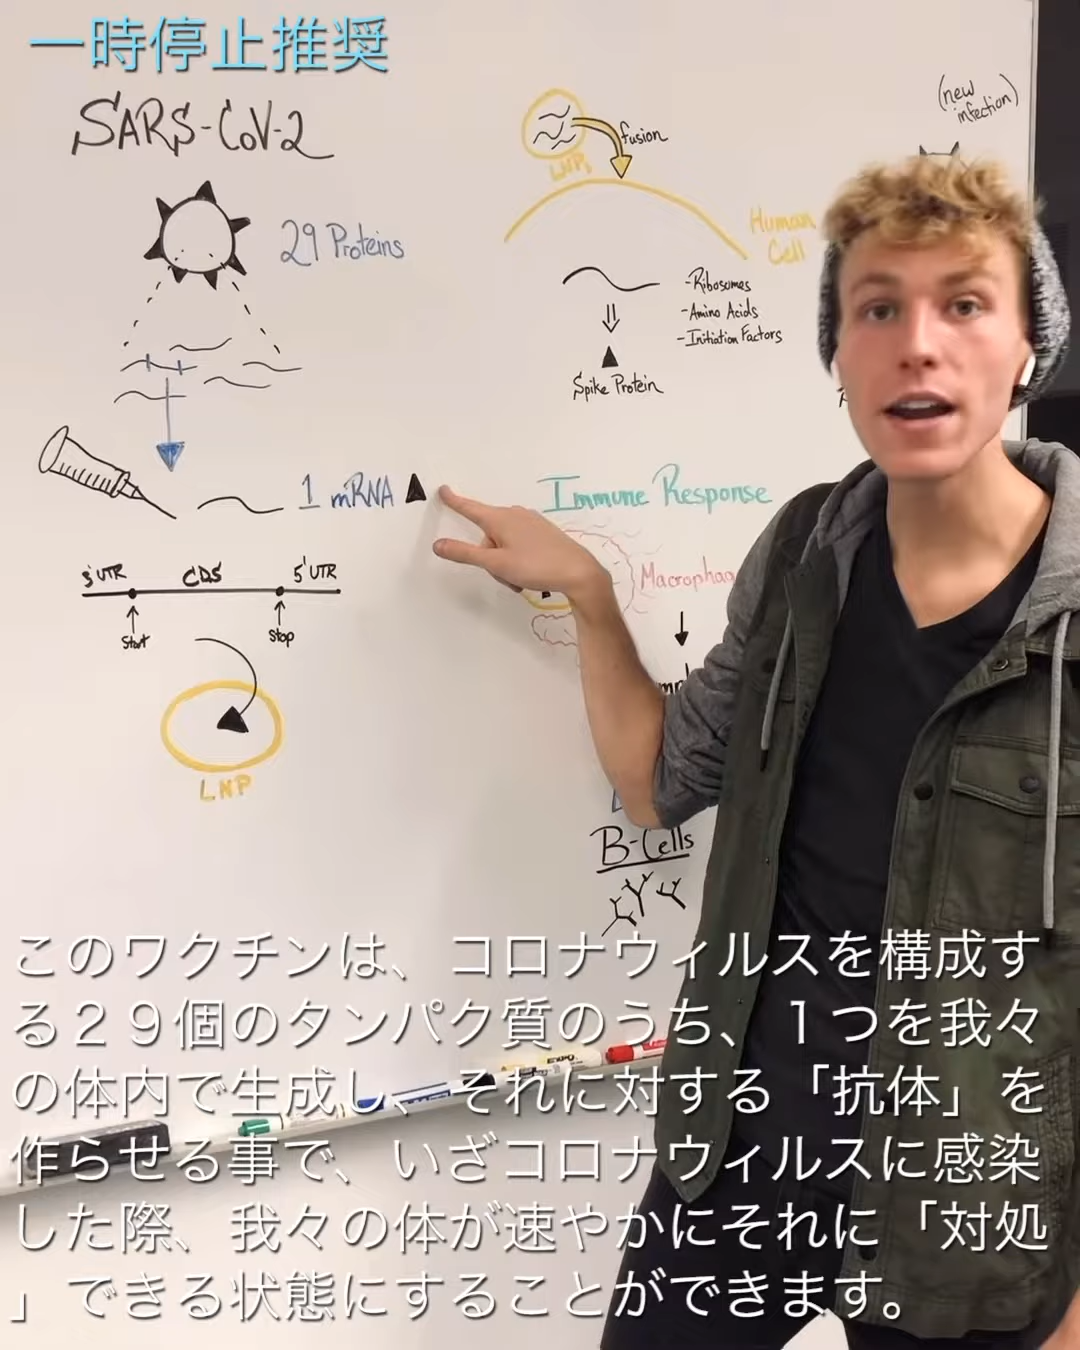 一時停止推奨
SARS-CoV-2
29 Proteins
1 mRNA
3' UTR CDS 5' UTR
Start Stop
LNP
fusion
LNPs
Human
Cell
-Ribosomes
-Amino Acids
-Initiation Factors
Spike Protein
(new
infection)
Immune Response
Macrophag
B-Cells
EXPO
このワクチンは、コロナウィルスを構成す
る２９個のタンパク質のうち、１つを我々
の体内で生成し、それに対する「抗体」を
作らせる事で、いざコロナウィルスに感染
した際、我々の体が速やかにそれに「対処
」できる状態にすることができます。